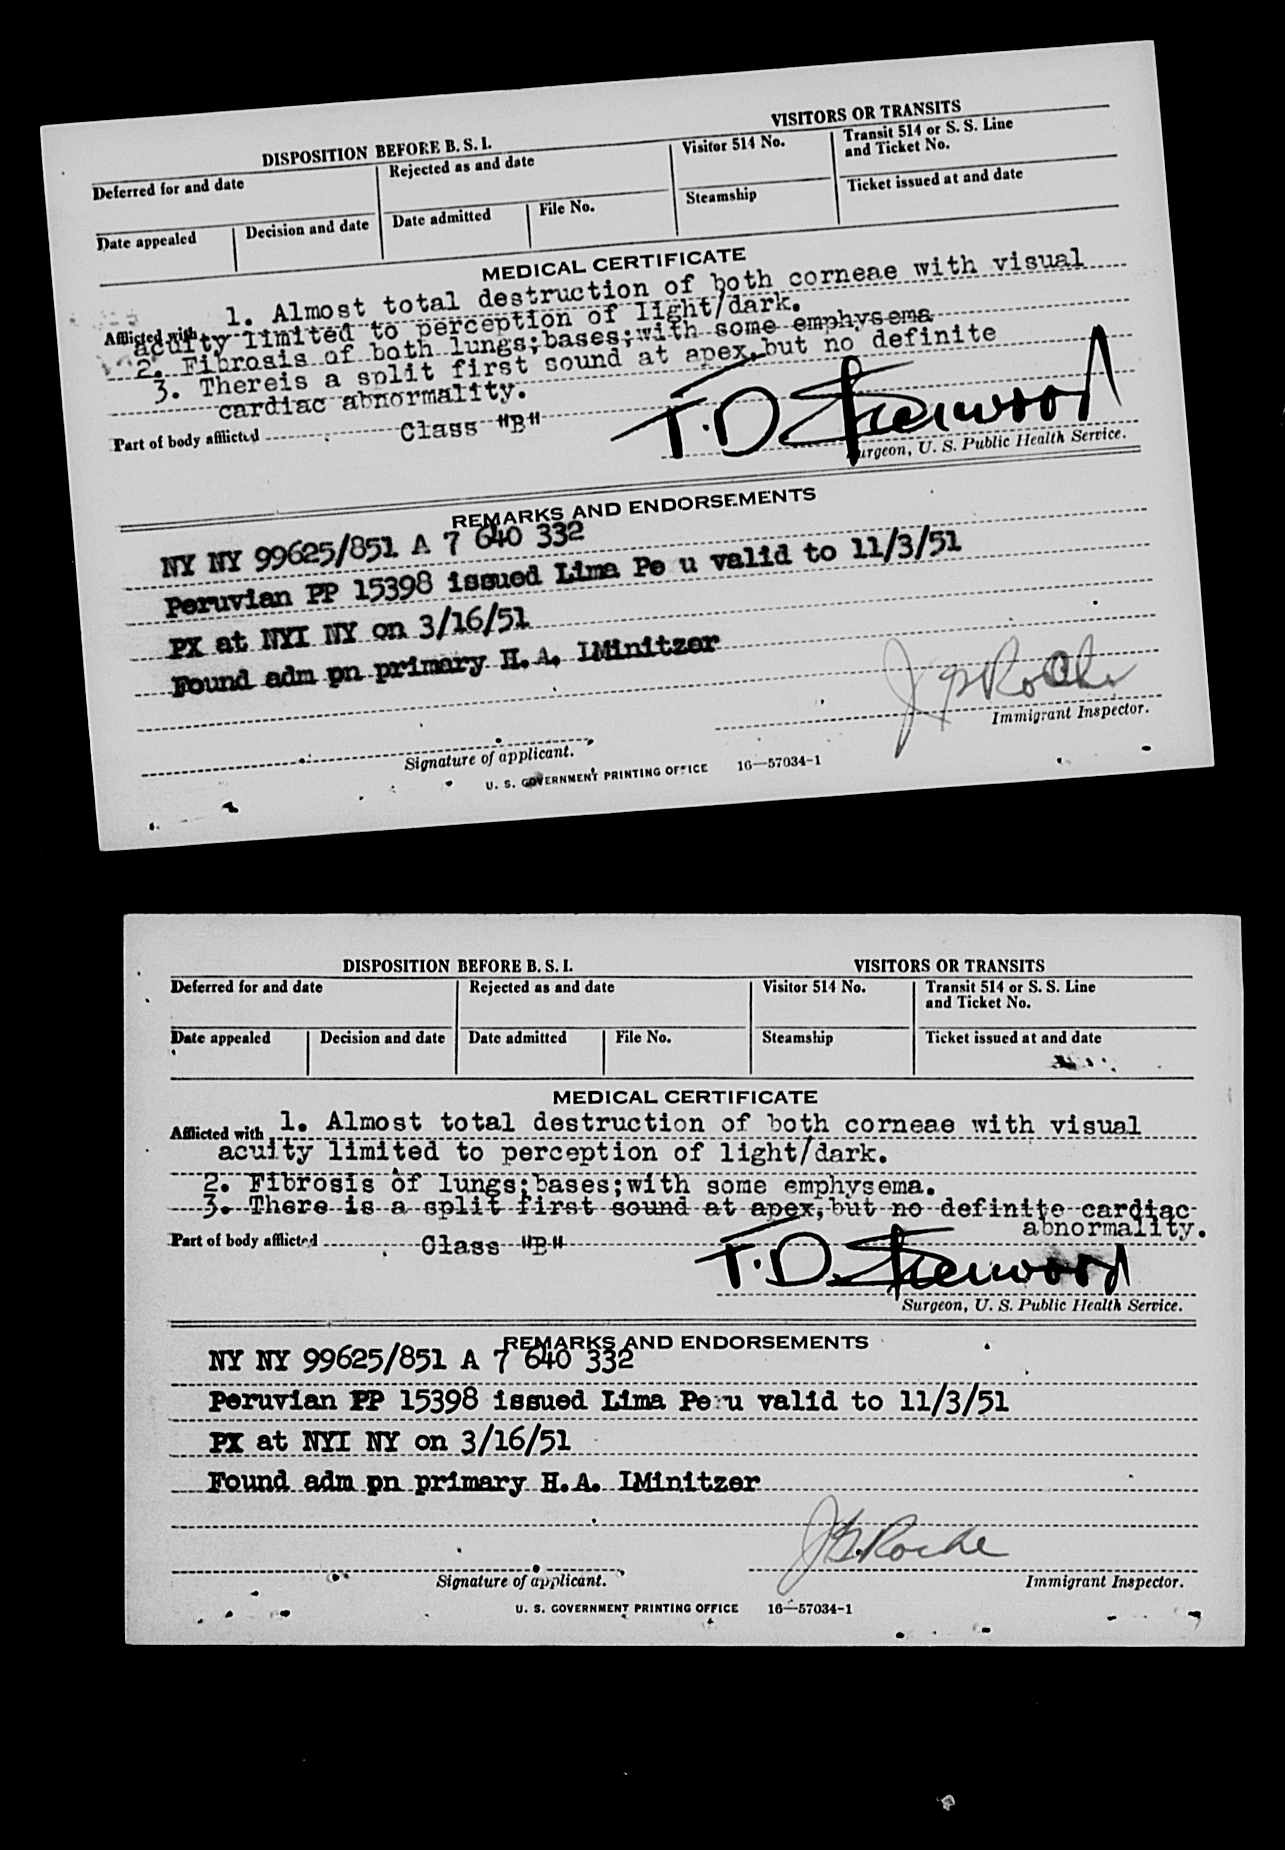 DISPOSITION BEFORE B. S. I.
VISITORS OR TRANSITS
Deferred for and date
Rejected as and date
Visitor 514 No.
Transit 514 or S. S. Line
and Ticket No.
Date appealed
Decision and date
Date admitted
File No.
Steamship
Ticket issued at and date
MEDICAL CERTIFICATE
Afflicted with 1. Almost total destruction of both corneae with visual
acuity limited to perception of light/dark.
2. Fibrosis of both lungs;bases;with some emphysema
3. Thereis a split first sound at apex,but no definite
cardiac abnormality.
Part of body afflicted Class "B"
F.D. Sherwood
Surgeon, U. S. Public Health Service.
REMARKS AND ENDORSEMENTS
NY NY 99625/851 A 7 640 332
Peruvian PP 15398 issued Lima Pe u valid to 11/3/51
PX at NYI NY on 3/16/51
Found adm pn primary H.A. IMinitzer
Roche
Immigrant Inspector.
Signature of applicant.
U. S. GOVERNMENT PRINTING OFFICE 16—57034-1
DISPOSITION BEFORE B. S. I.
VISITORS OR TRANSITS
Deferred for and date
Rejected as and date
Visitor 514 No.
Transit 514 or S. S. Line
and Ticket No.
Date appealed
Decision and date
Date admitted
File No.
Steamship
Ticket issued at and date
MEDICAL CERTIFICATE
Afflicted with 1. Almost total destruction of both corneae with visual
acuity limited to perception of light/dark.
2. Fibrosis of lungs;bases;with some emphysema.
3. There is a split first sound at apex,but no definite cardiac
abnormality.
Part of body afflicted Class "B"
F.D. Sherwood
Surgeon, U. S. Public Health Service.
REMARKS AND ENDORSEMENTS
NY NY 99625/851 A 7 640 332
Peruvian PP 15398 issued Lima Pe u valid to 11/3/51
PX at NYI NY on 3/16/51
Found adm pn primary H.A. IMinitzer
Roche
Signature of applicant.
Immigrant Inspector.
U. S. GOVERNMENT PRINTING OFFICE 16—57034-1